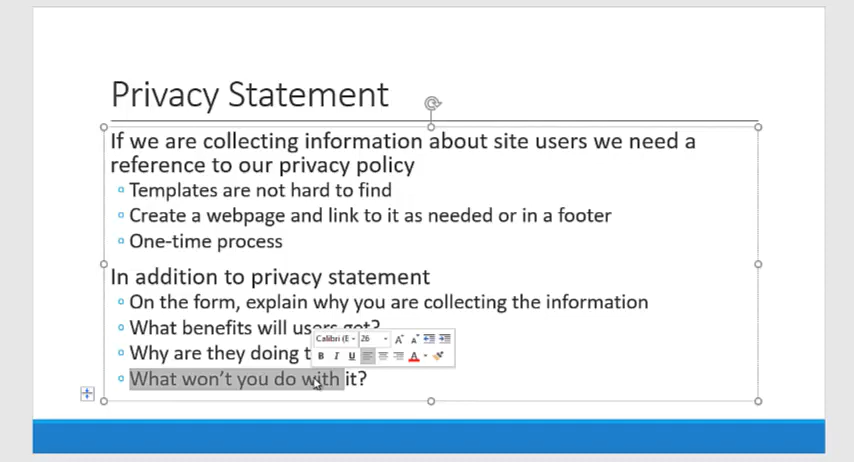 Privacy Statement
If we are collecting information about site users we need a
reference to our privacy policy
Templates are not hard to find
Create a webpage and link to it as needed or in a footer
One-time process
In addition to privacy statement
On the form, explain why you are collecting the information
What benefits will users get?
Calibri (E 26 A A
Why are they doing t
B I U A
What won't you do with it?